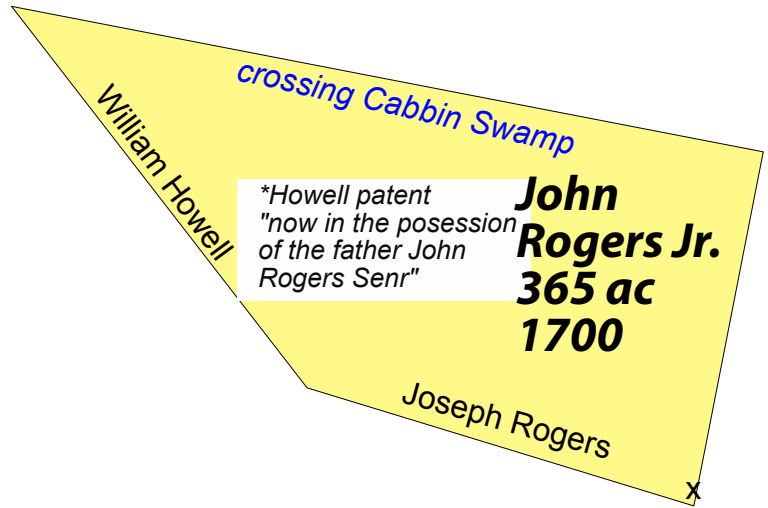 crossing Cabbin Swamp
William Howell
*Howell patent
"now in the posession
of the father John
Rogers Senr"
John
Rogers Jr.
365 ac
1700
Joseph Rogers
x